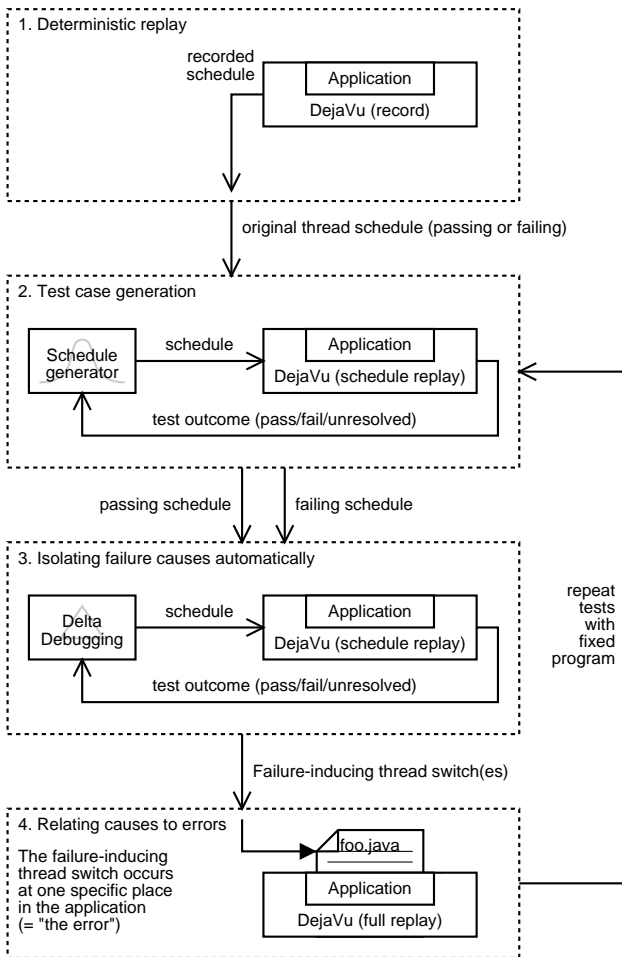 1. Deterministic replay
recorded
schedule
Application
DejaVu (record)
original thread schedule (passing or failing)
2. Test case generation
Schedule
generator
schedule
Application
DejaVu (schedule replay)
test outcome (pass/fail/unresolved)
passing schedule
failing schedule
3. Isolating failure causes automatically
Delta
Debugging
schedule
Application
DejaVu (schedule replay)
test outcome (pass/fail/unresolved)
repeat
tests
with
fixed
program
Failure-inducing thread switch(es)
4. Relating causes to errors
The failure-inducing
thread switch occurs
at one specific place
in the application
(= "the error")
foo.java
Application
DejaVu (full replay)